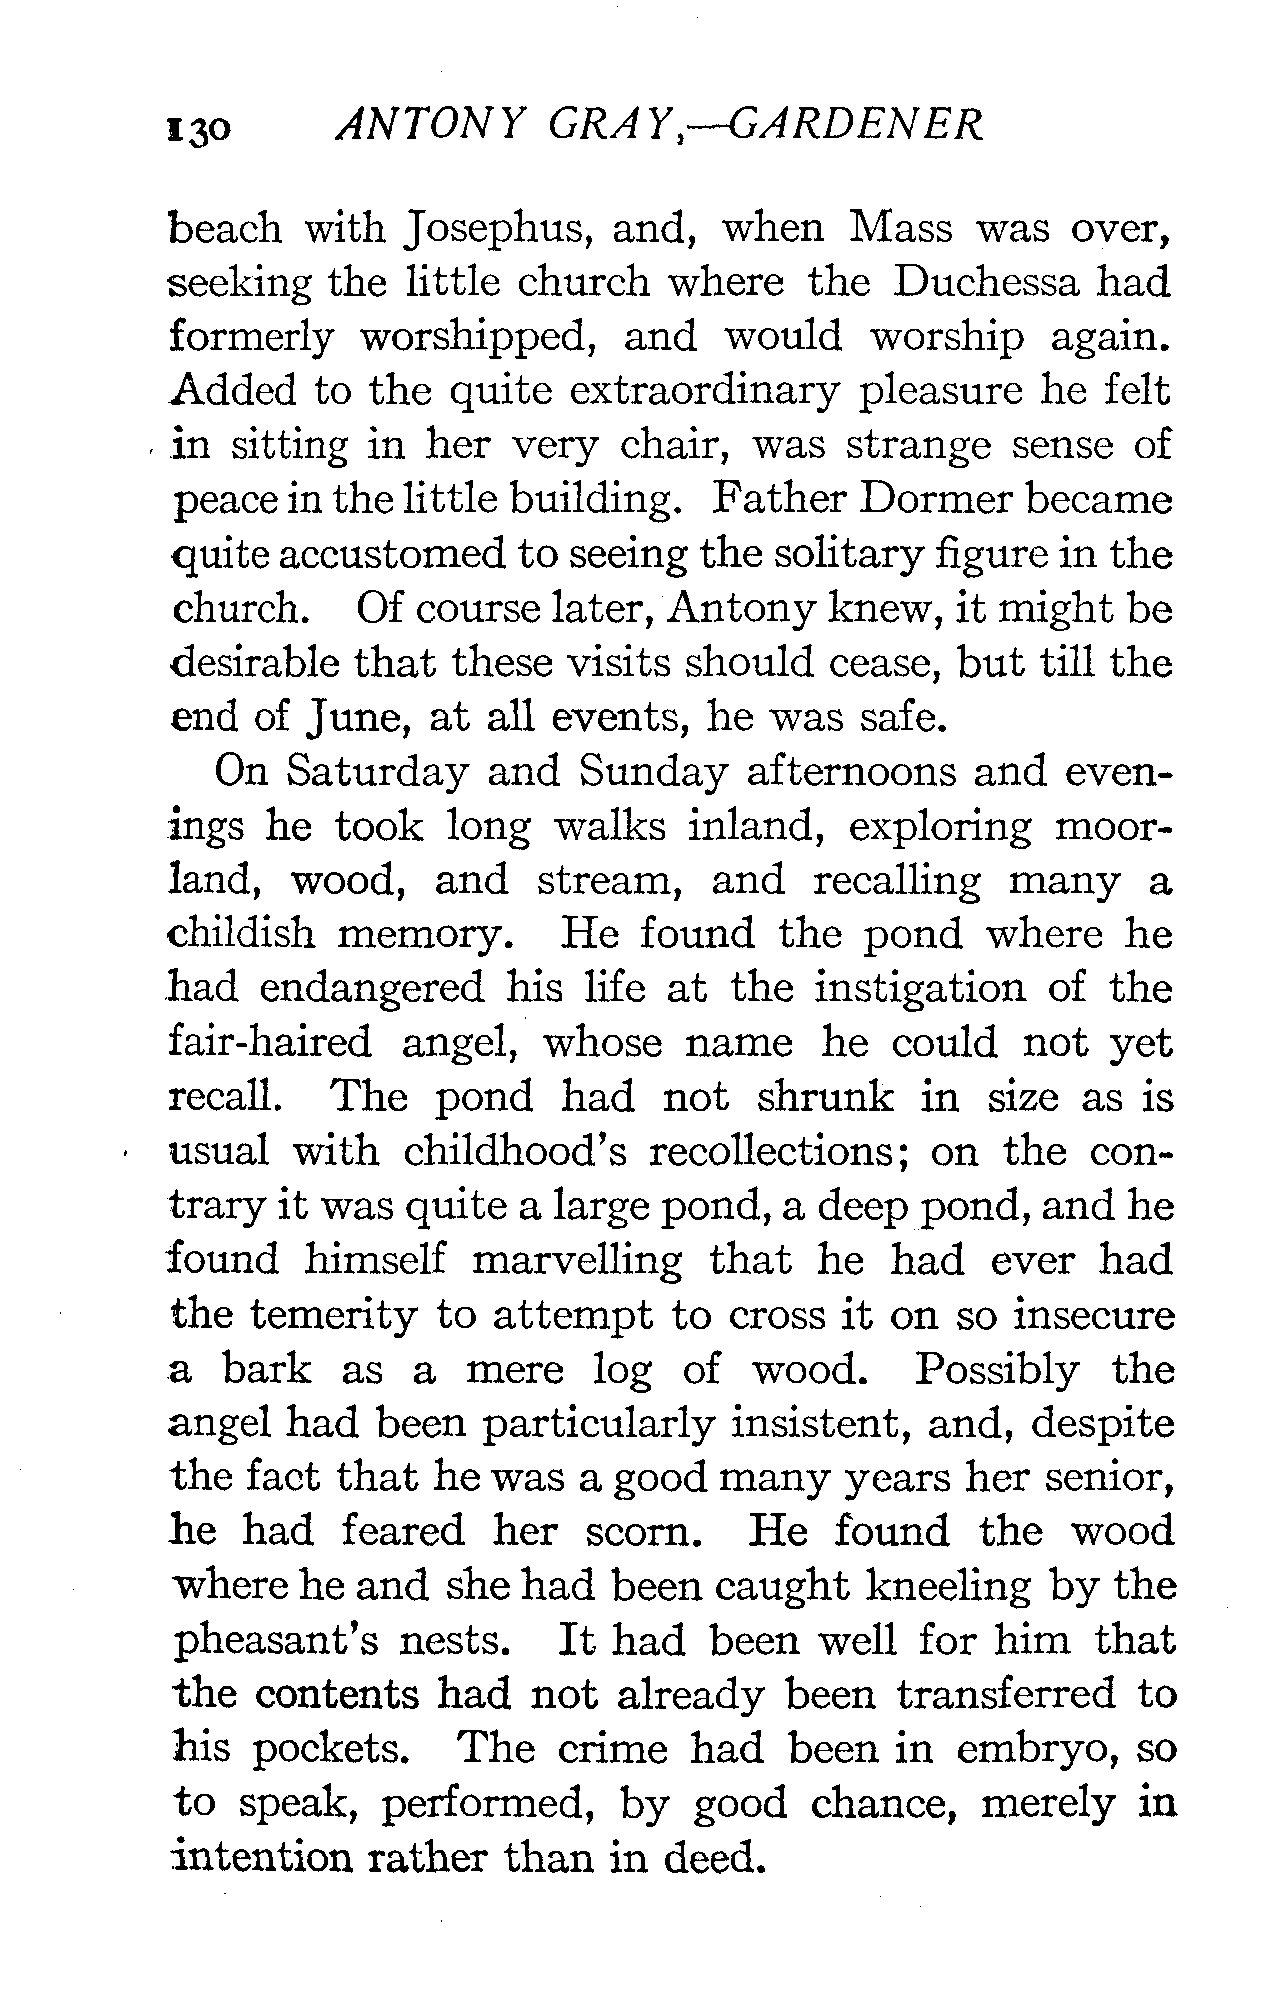 130 ANTONY GRAY,—GARDENER
beach with Josephus, and, when Mass was over,
seeking the little church where the Duchessa had
formerly worshipped, and would worship again.
Added to the quite extraordinary pleasure he felt
in sitting in her very chair, was strange sense of
peace in the little building. Father Dormer became
quite accustomed to seeing the solitary figure in the
church. Of course later, Antony knew, it might be
desirable that these visits should cease, but till the
end of June, at all events, he was safe.
On Saturday and Sunday afternoons and even-
ings he took long walks inland, exploring moor-
land, wood, and stream, and recalling many a
childish memory. He found the pond where he
had endangered his life at the instigation of the
fair-haired angel, whose name he could not yet
recall. The pond had not shrunk in size as is
usual with childhood's recollections; on the con-
trary it was quite a large pond, a deep pond, and he
found himself marvelling that he had ever had
the temerity to attempt to cross it on so insecure
a bark as a mere log of wood. Possibly the
angel had been particularly insistent, and, despite
the fact that he was a good many years her senior,
he had feared her scorn. He found the wood
where he and she had been caught kneeling by the
pheasant's nests. It had been well for him that
the contents had not already been transferred to
his pockets. The crime had been in embryo, so
to speak, performed, by good chance, merely in
intention rather than in deed.